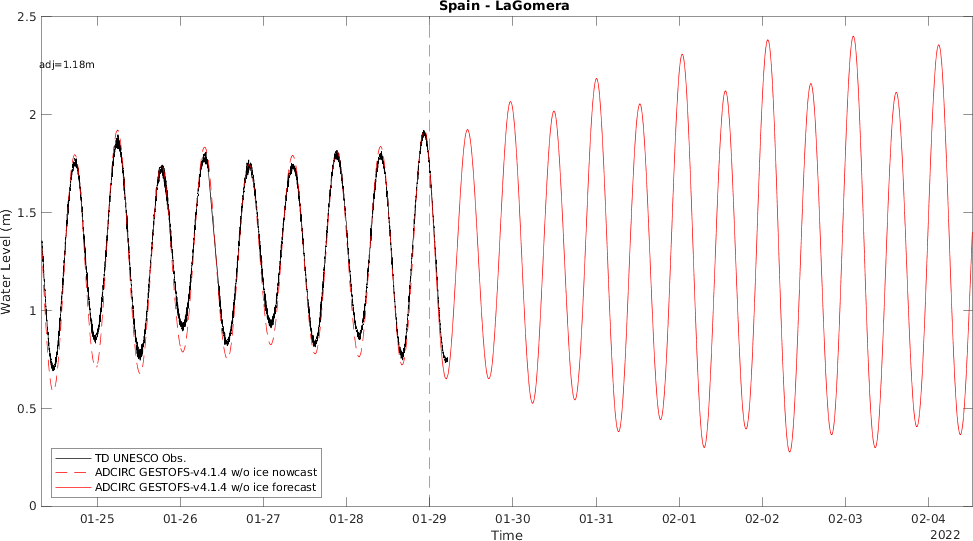 Spain - LaGomera
2.5
adj=1.18m
2
1.5
Water Level (m)
1
0.5
TD UNESCO Obs.
ADCIRC GESTOFS-v4.1.4 w/o ice nowcast
ADCIRC GESTOFS-v4.1.4 w/o ice forecast
0
01-25 01-26 01-27 01-28 01-29 01-30 01-31 02-01 02-02 02-03 02-04
Time
2022